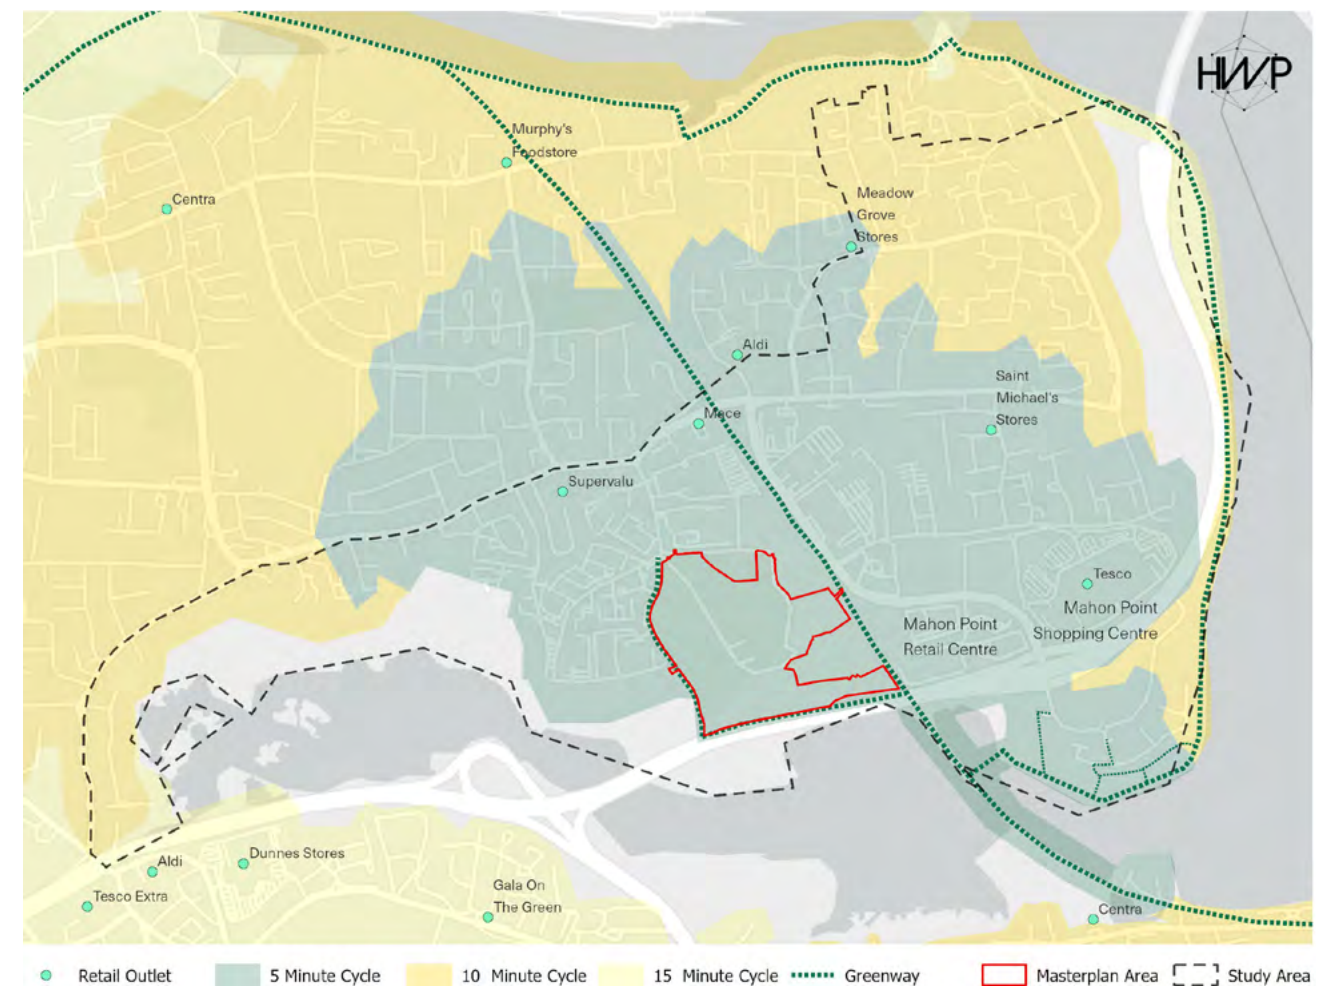 HWP
Murphy's
Foodstore
Centra
Meadow
Grove
Stores
Aldi
Saint
Michael's
Stores
Mace
Supervalu
Tesco
Mahon Point
Shopping Centre
Mahon Point
Retail Centre
Aldi
Dunnes Stores
Tesco Extra
Gala On
The Green
Centra
Retail Outlet
5 Minute Cycle
10 Minute Cycle
15 Minute Cycle
Greenway
Masterplan Area
Study Area